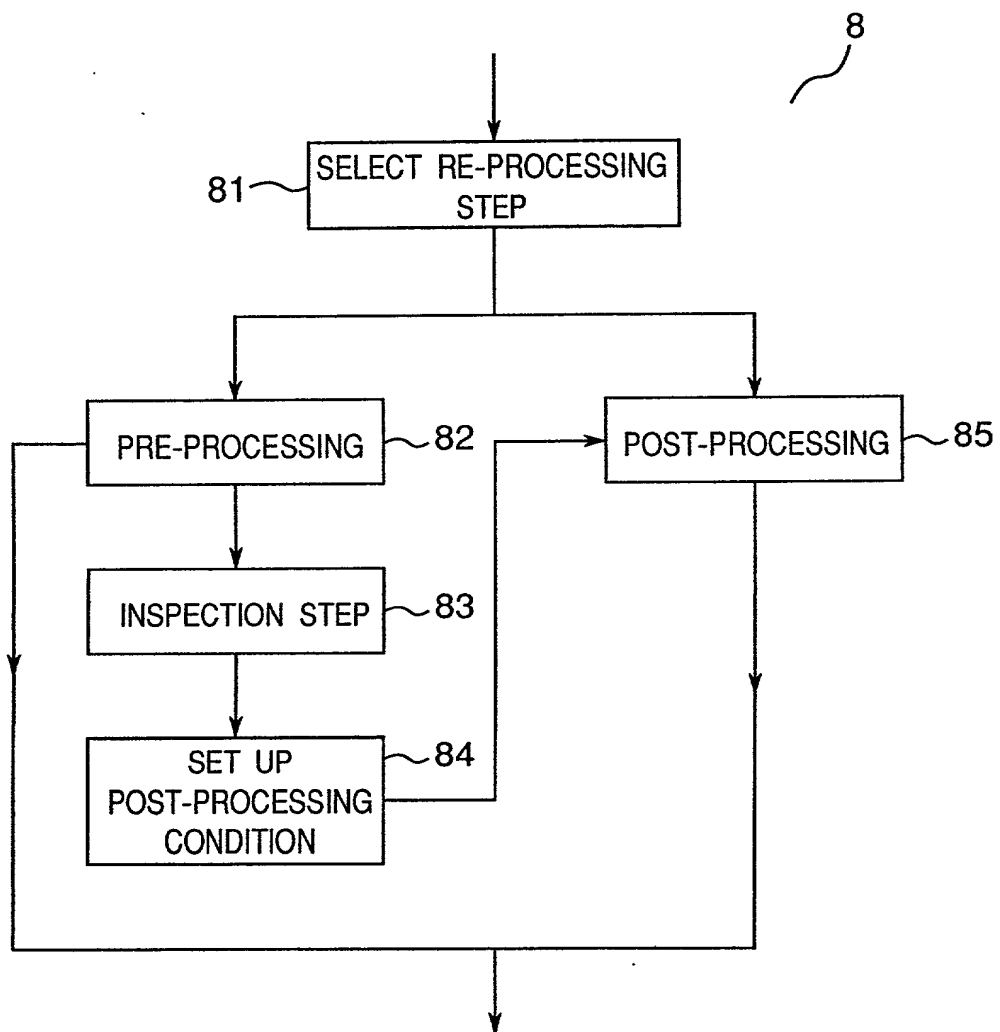 8
SELECT RE-PROCESSING
STEP
81
PRE-PROCESSING
82
POST-PROCESSING
85
INSPECTION STEP
83
SET UP
POST-PROCESSING
CONDITION
84